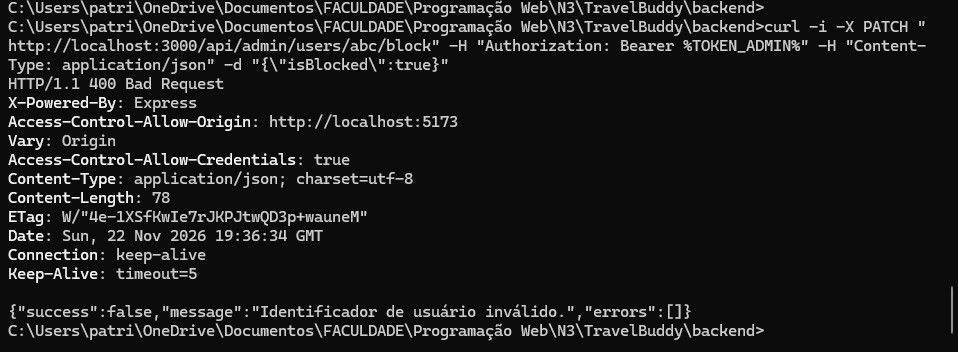 C:\Users\patri\OneDrive\Documentos\FACULDADE\Programação Web\N3\TravelBuddy\backend>
C:\Users\patri\OneDrive\Documentos\FACULDADE\Programação Web\N3\TravelBuddy\backend>curl -i -X PATCH "
http://localhost:3000/api/admin/users/abc/block" -H "Authorization: Bearer %TOKEN_ADMIN%" -H "Content-
Type: application/json" -d "{\"isBlocked\":true}"
HTTP/1.1 400 Bad Request
X-Powered-By: Express
Access-Control-Allow-Origin: http://localhost:5173
Vary: Origin
Access-Control-Allow-Credentials: true
Content-Type: application/json; charset=utf-8
Content-Length: 78
ETag: W/"4e-1XSfKwIe7rJKPJtwQD3p+wauneM"
Date: Sun, 22 Nov 2026 19:36:34 GMT
Connection: keep-alive
Keep-Alive: timeout=5
{"success":false,"message":"Identificador de usuário inválido.","errors":[]}
C:\Users\patri\OneDrive\Documentos\FACULDADE\Programação Web\N3\TravelBuddy\backend>